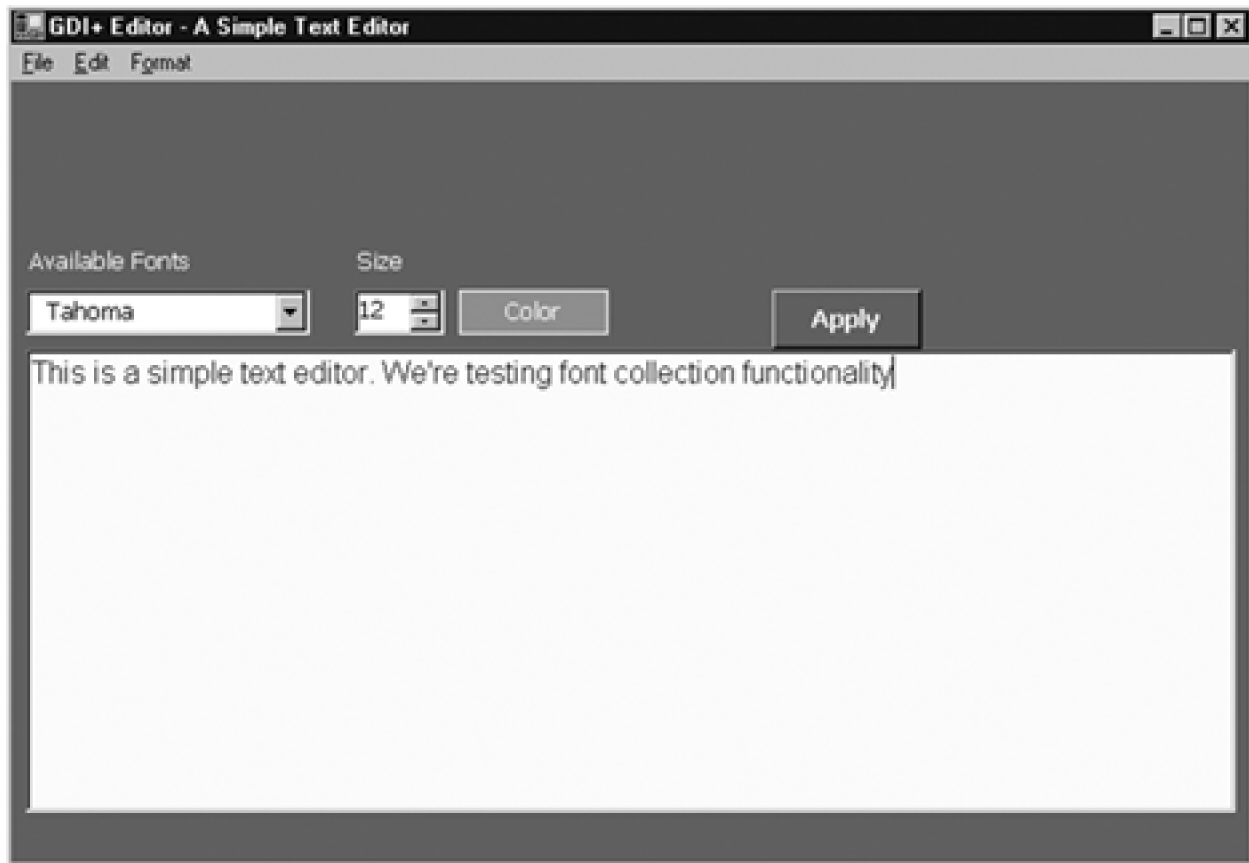 GDI+ Editor - A Simple Text Editor
File Edit Format
Available Fonts Size
Tahoma 12 Color Apply
This is a simple text editor. We're testing font collection functionality